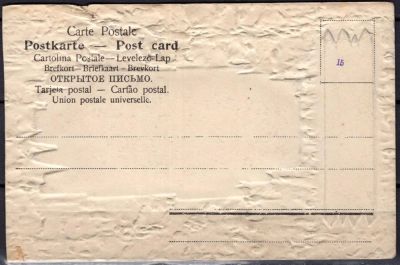 Carte Postale
Postkarte — Post card
Cartolina Postale — Levelező-Lap
Brefkort — Briefkaart — Brevkort
ОТКРЫТОЕ ПИСЬМО.
Tarjeta postal — Cartão postal.
Union postale universelle.
15